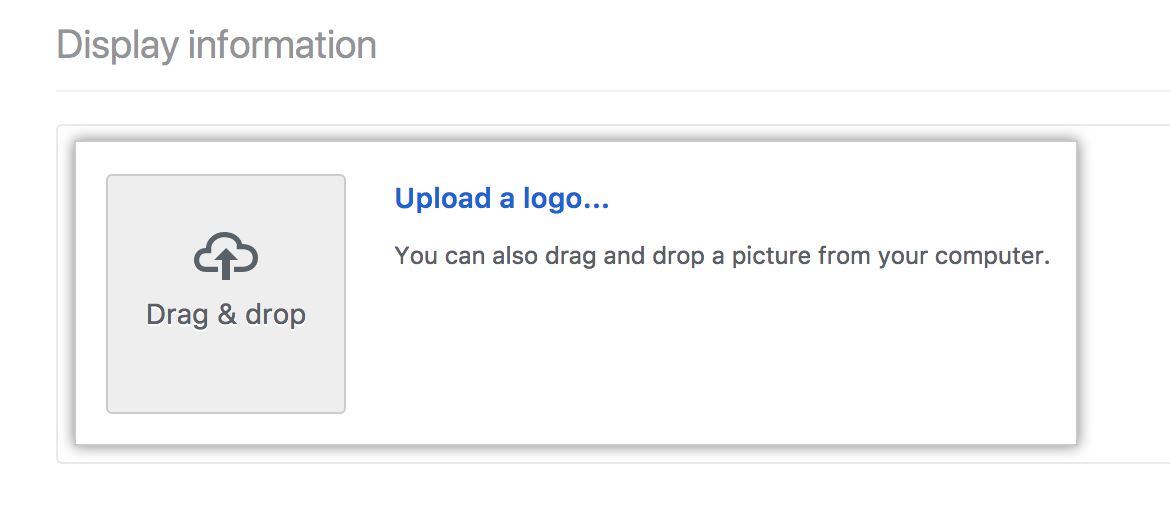 Display information
Upload a logo...
You can also drag and drop a picture from your computer.
Drag & drop